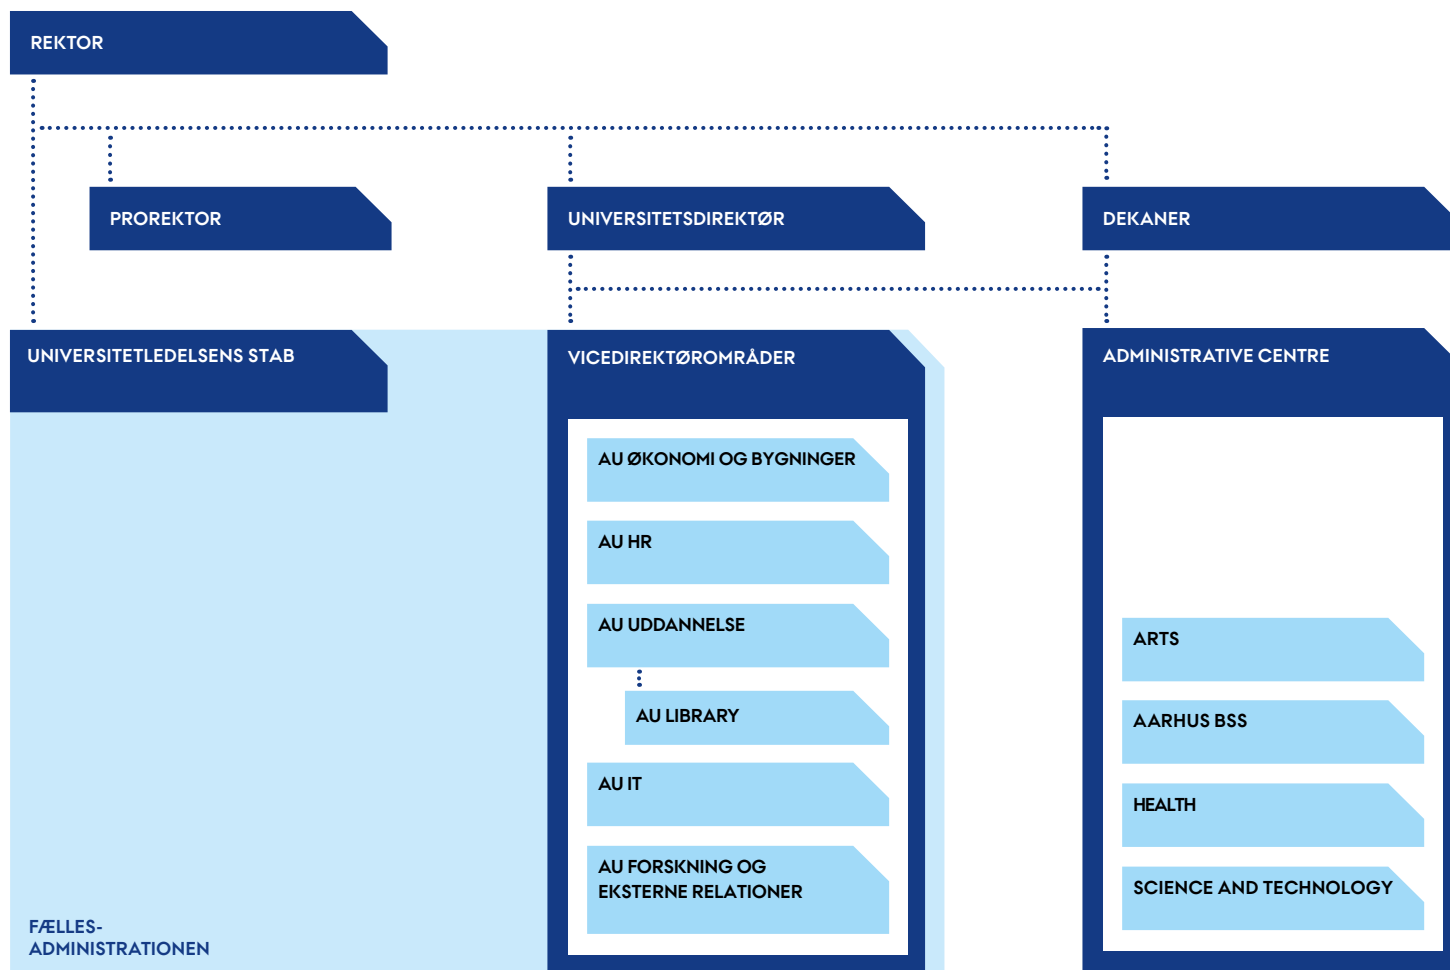 REKTOR
PROREKTOR
UNIVERSITETSDIREKTØR
DEKANER
UNIVERSITETLEDELSENS STAB
VICEDIREKTØROMRÅDER
ADMINISTRATIVE CENTRE
AU ØKONOMI OG BYGNINGER
AU HR
AU UDDANNELSE
AU LIBRARY
AU IT
AU FORSKNING OG
EKSTERNE RELATIONER
ARTS
AARHUS BSS
HEALTH
SCIENCE AND TECHNOLOGY
FÆLLES-
ADMINISTRATIONEN